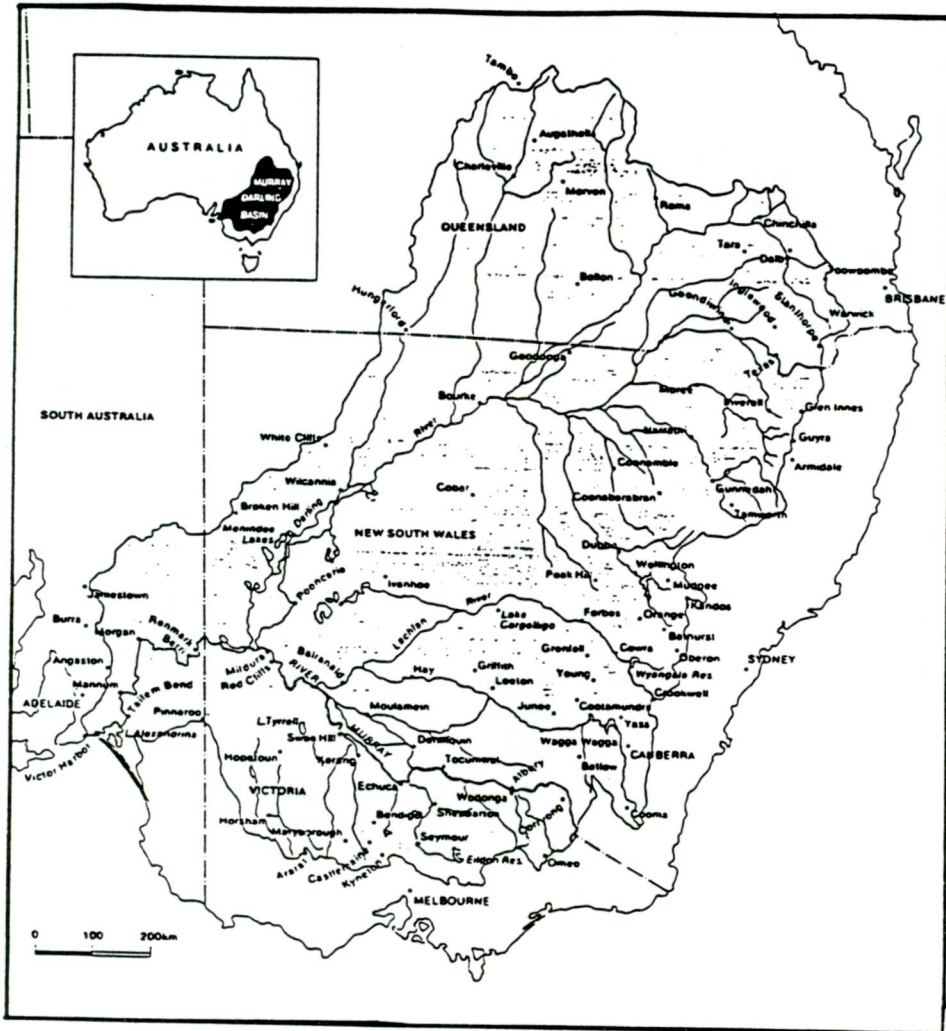 Tambo
AUSTRALIA
MURRAY
DARLING
BASIN
Augathella
Charleville
Morven
Roma
QUEENSLAND
Chinchilla
Tara
Dalby
Toowoomba
Bollon
BRISBANE
Hungerford
Goondiwindi
Inglewood
Stanthorpe
Warwick
Goodooga
Texas
SOUTH AUSTRALIA
Bourke
River
Moree
Inverell
Glen Innes
White Cliffs
Narrabri
Guyra
Coonamble
Armidale
Wilcannia
Cobar
Gunnedah
Coonabarabran
Tamworth
Broken Hill
Darling
Menindee
Lakes
NEW SOUTH WALES
Dubbo
Wellington
Peak Hill
Mudgee
Ivanhoe
Pooncarie
Kandos
Jamestown
River
Lake
Cargelligo
Forbes
Orange
Burra
Morgan
Renmark
Berri
Lachlan
Bathurst
Grenfell
Cowra
Oberon
SYDNEY
Angaston
Mildura
Red Cliffs
Balranald
RIVER
Hay
Griffith
Young
Wyangala Res
Mannum
Leeton
Crookwell
Tailem Bend
ADELAIDE
Pinnaroo
Moulamein
Junee
Cootamundra
Yass
L. Tyrrell
L. Alexandrina
Swan Hill
MURRAY
Deniliquin
Wagga Wagga
CANBERRA
Victor Harbor
Hopetoun
Kerang
Tocumwal
Batlow
Albury
Echuca
VICTORIA
Wodonga
Corryong
Cooma
Horsham
Bendigo
Shepparton
Maryborough
Seymour
Ararat
Castlemaine
Kyneton
Eildon Res.
Omeo
MELBOURNE
0 100 200km